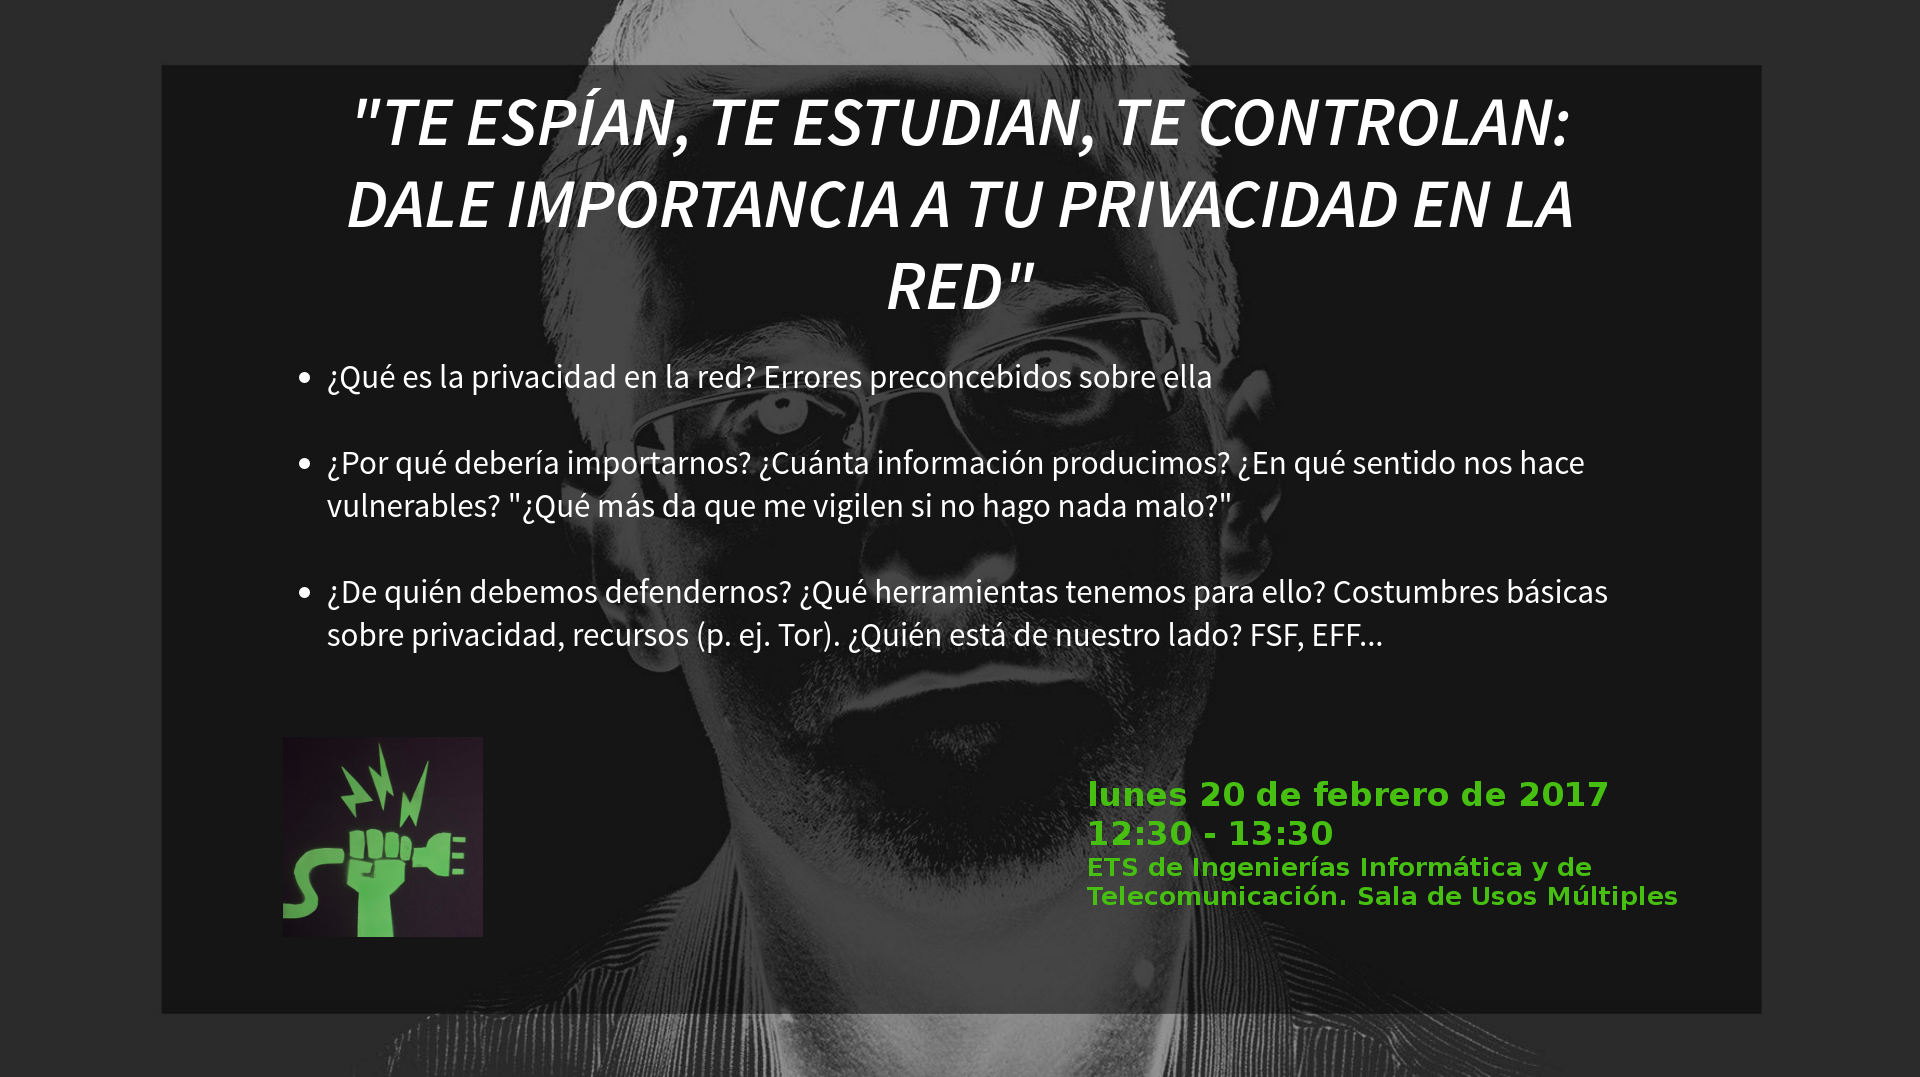 "TE ESPÍAN, TE ESTUDIAN, TE CONTROLAN:
DALE IMPORTANCIA A TU PRIVACIDAD EN LA
RED"
• ¿Qué es la privacidad en la red? Errores preconcebidos sobre ella
• ¿Por qué debería importarnos? ¿Cuánta información producimos? ¿En qué sentido nos hace
vulnerables? "¿Qué más da que me vigilen si no hago nada malo?"
• ¿De quién debemos defendernos? ¿Qué herramientas tenemos para ello? Costumbres básicas
sobre privacidad, recursos (p. ej. Tor). ¿Quién está de nuestro lado? FSF, EFF...
lunes 20 de febrero de 2017
12:30 - 13:30
ETS de Ingenierías Informática y de
Telecomunicación. Sala de Usos Múltiples